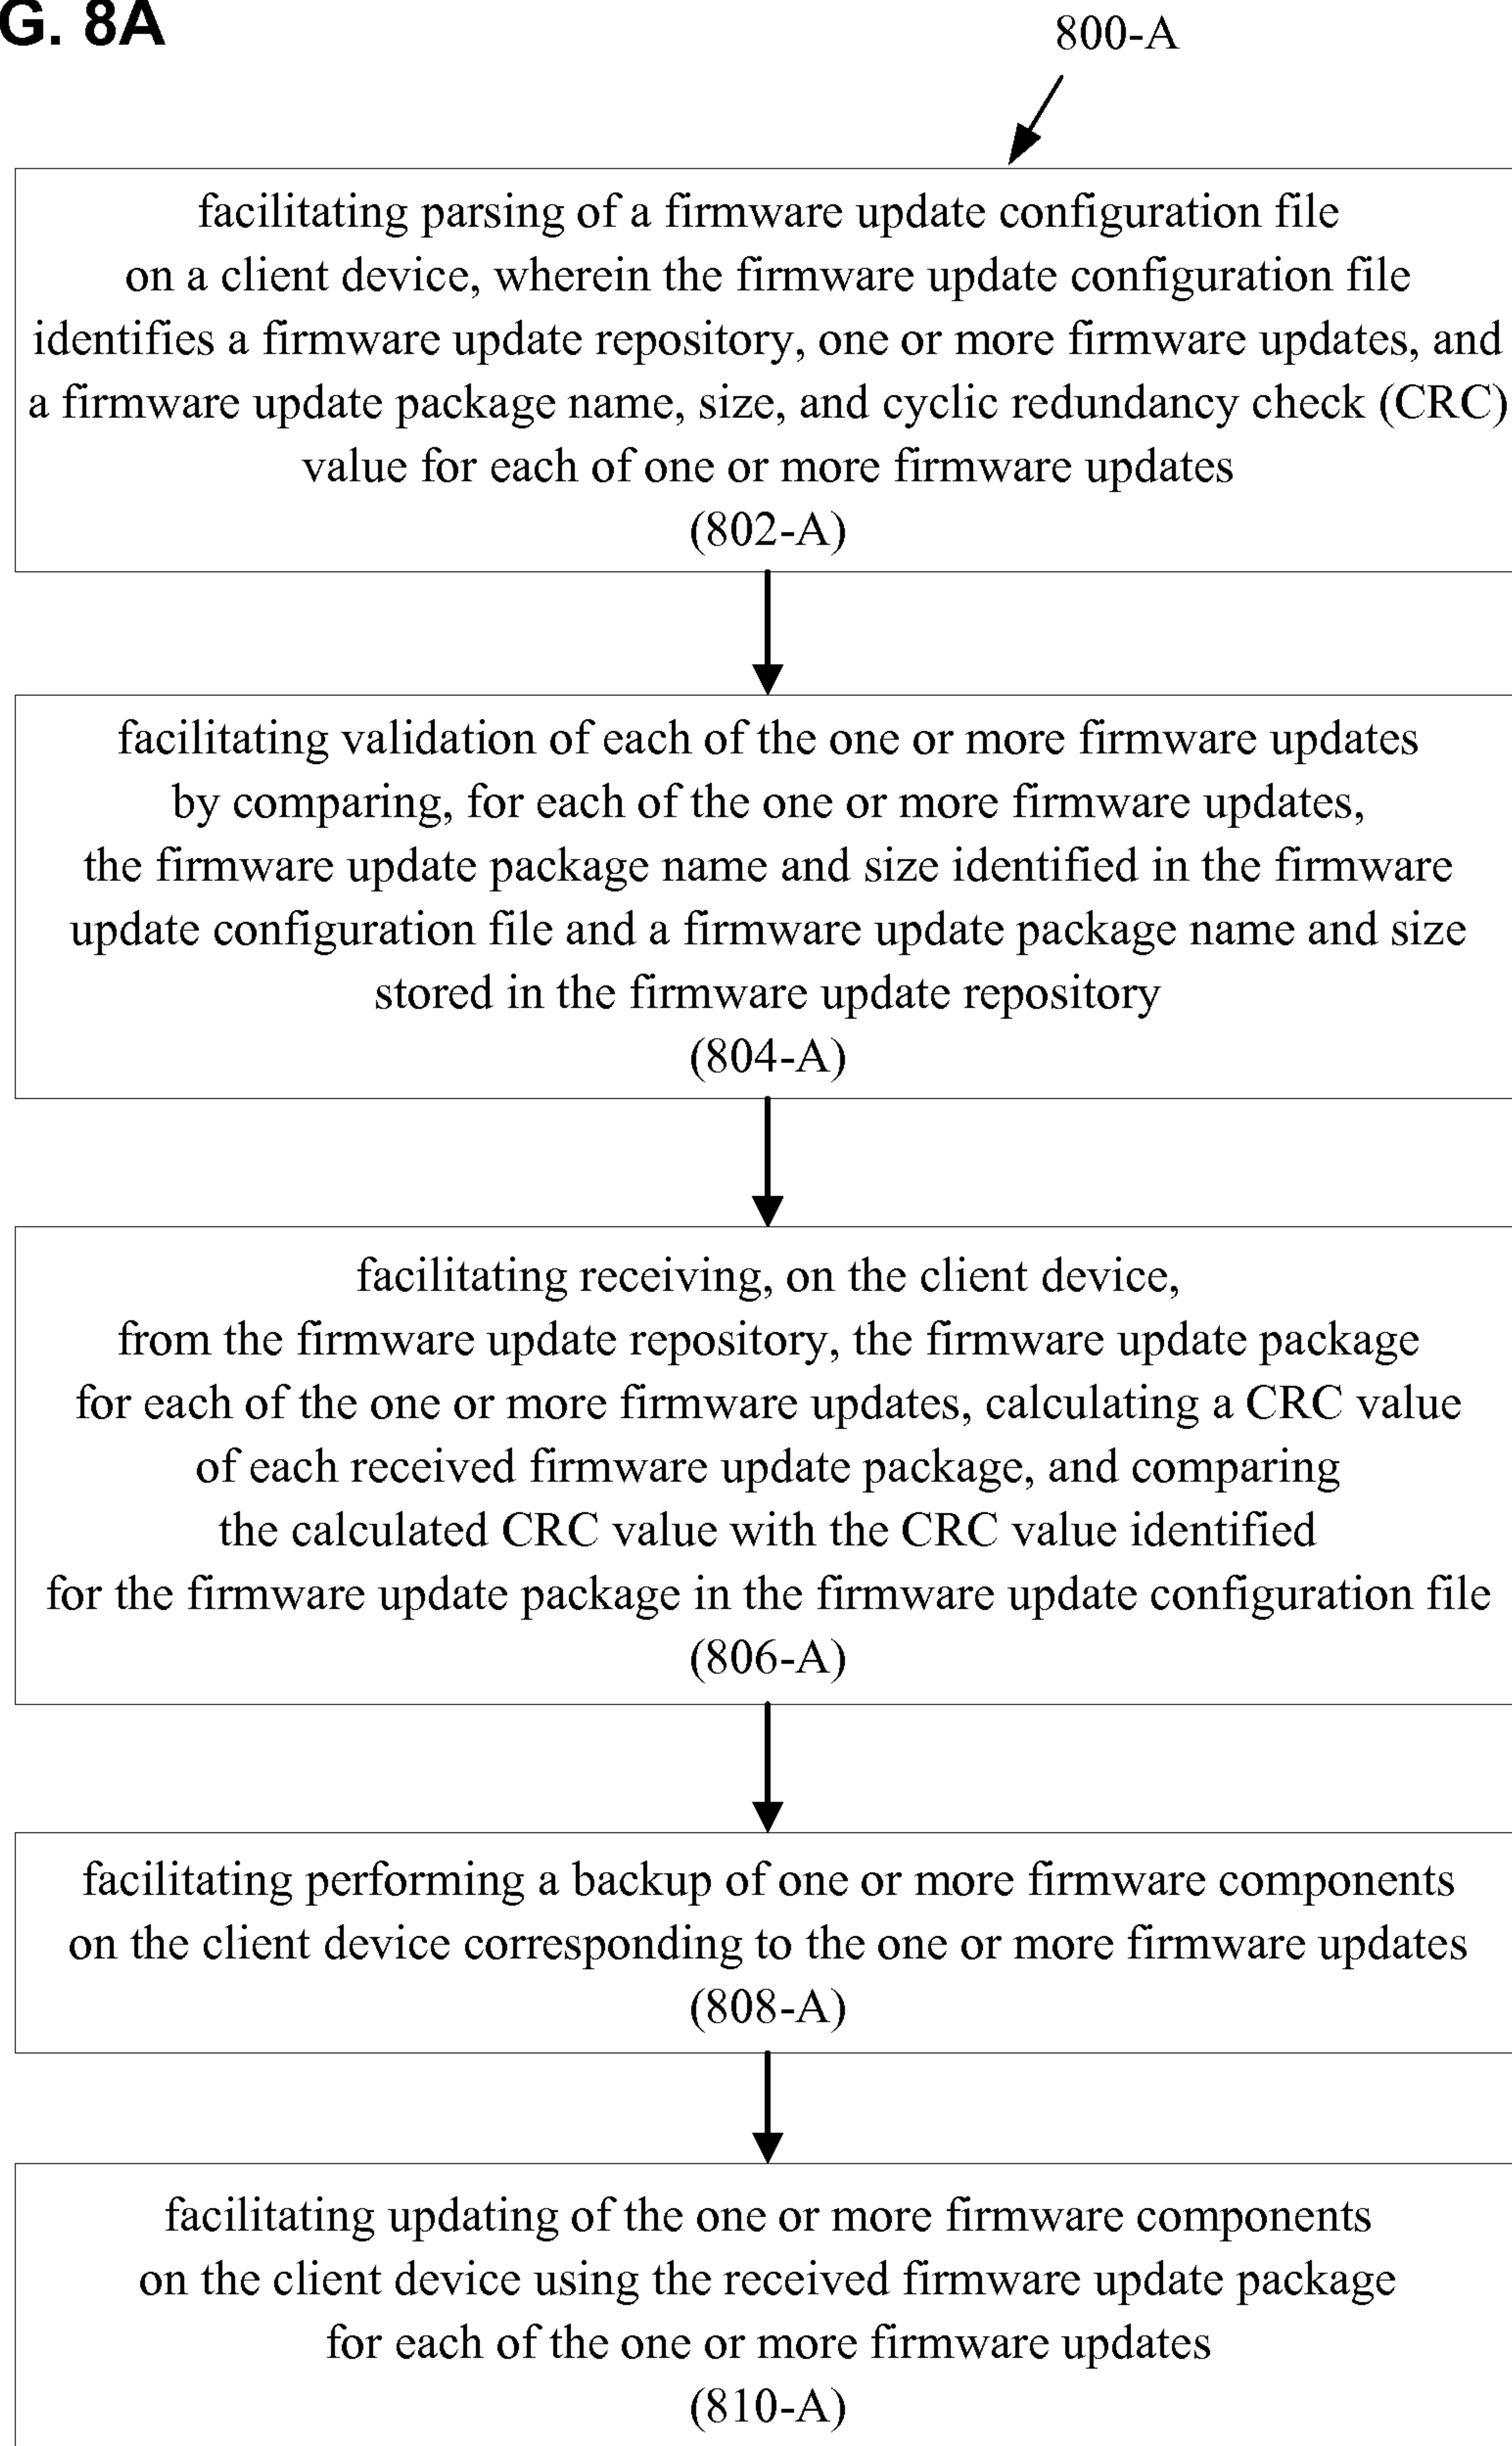 G. 8A
800-A
facilitating parsing of a firmware update configuration file
on a client device, wherein the firmware update configuration file
identifies a firmware update repository, one or more firmware updates, and
a firmware update package name, size, and cyclic redundancy check (CRC)
value for each of one or more firmware updates
(802-A)
facilitating validation of each of the one or more firmware updates
by comparing, for each of the one or more firmware updates,
the firmware update package name and size identified in the firmware
update configuration file and a firmware update package name and size
stored in the firmware update repository
(804-A)
facilitating receiving, on the client device,
from the firmware update repository, the firmware update package
for each of the one or more firmware updates, calculating a CRC value
of each received firmware update package, and comparing
the calculated CRC value with the CRC value identified
for the firmware update package in the firmware update configuration file
(806-A)
facilitating performing a backup of one or more firmware components
on the client device corresponding to the one or more firmware updates
(808-A)
facilitating updating of the one or more firmware components
on the client device using the received firmware update package
for each of the one or more firmware updates
(810-A)